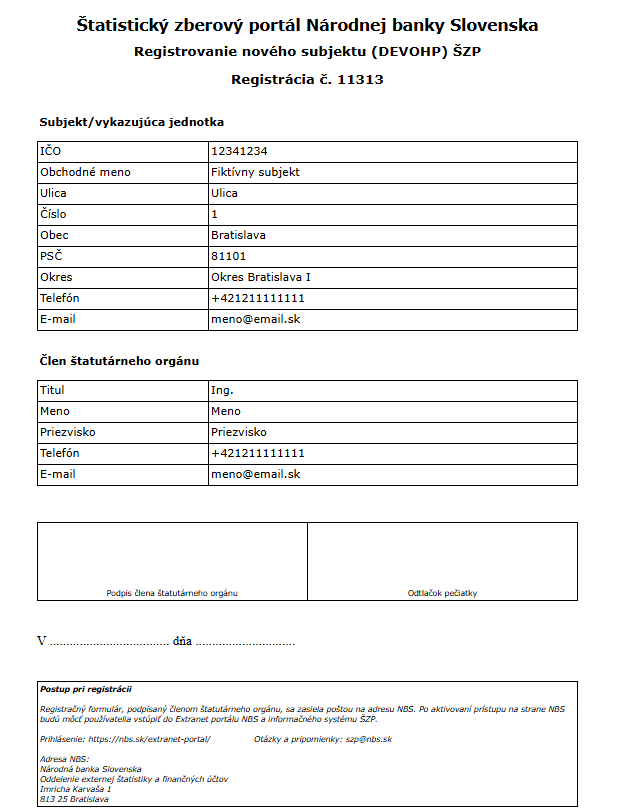 Štatistický zberový portál Národnej banky Slovenska
Registrovanie nového subjektu (DEVOHP) ŠZP
Registrácia č. 11313
Subjekt/vykazujúca jednotka
IČO 12341234
Obchodné meno Fiktívny subjekt
Ulica Ulica
Číslo 1
Obec Bratislava
PSČ 81101
Okres Okres Bratislava I
Telefón +421211111111
E-mail meno@email.sk
Člen štatutárneho orgánu
Titul Ing.
Meno Meno
Priezvisko Priezvisko
Telefón +421211111111
E-mail meno@email.sk
Podpis člena štatutárneho orgánu Odtlačok pečiatky
V .................................... dňa ..............................
Postup pri registrácii
Registračný formulár, podpísaný členom štatutárneho orgánu, sa zasiela poštou na adresu NBS. Po aktivovaní prístupu na strane NBS
budú môcť používatelia vstúpiť do Extranet portálu NBS a informačného systému ŠZP.
Prihlásenie: https://nbs.sk/extranet-portal/ Otázky a pripomienky: szp@nbs.sk
Adresa NBS:
Národná banka Slovenska
Oddelenie externej štatistiky a finančných účtov
Imricha Karvaša 1
813 25 Bratislava